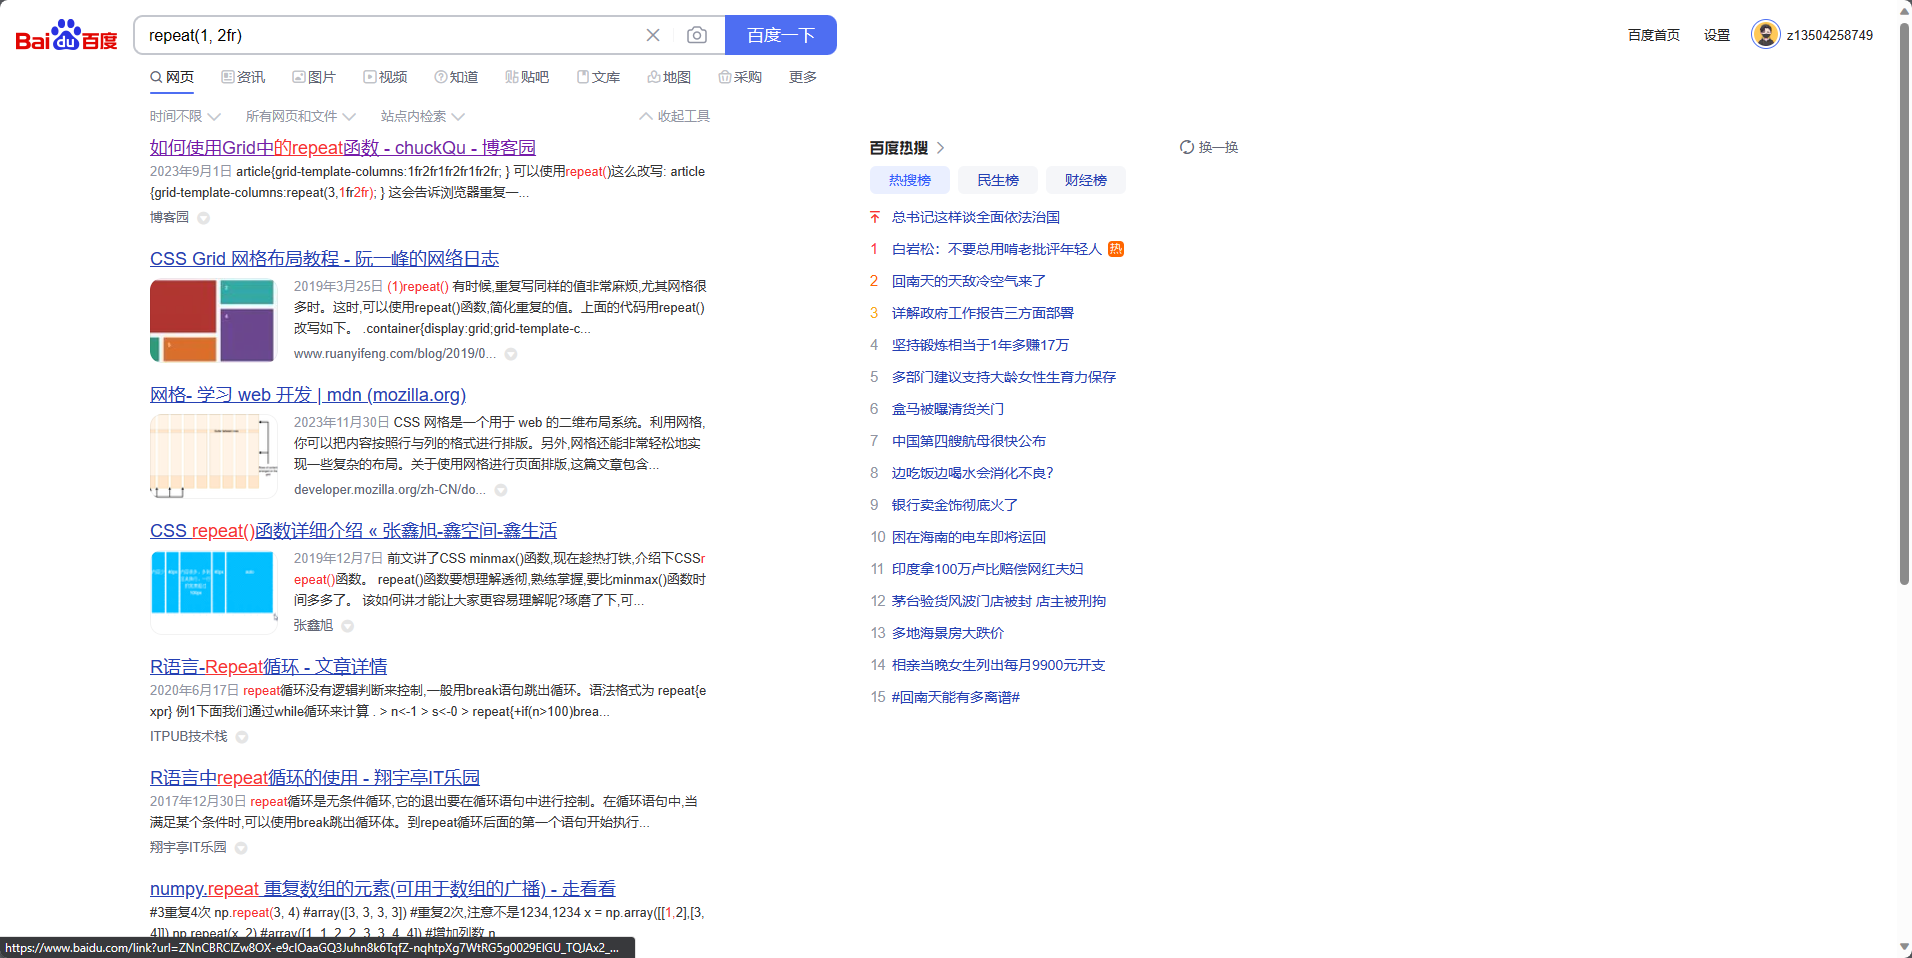 Bai du 百度
repeat(1, 2fr)
百度一下
百度首页 设置 z13504258749
网页 资讯 图片 视频 知道 贴吧 文库 地图 采购 更多
时间不限 所有网页和文件 站点内检索 收起工具
如何使用Grid中的repeat函数 - chuckQu - 博客园
2023年9月1日 article{grid-template-columns:1fr2fr1fr2fr1fr2fr; } 可以使用repeat()这么改写: article
{grid-template-columns:repeat(3,1fr2fr); } 这会告诉浏览器重复一...
博客园
CSS Grid 网格布局教程 - 阮一峰的网络日志
2019年3月25日 (1)repeat() 有时候,重复写同样的值非常麻烦,尤其网格很
多时。这时,可以使用repeat()函数,简化重复的值。上面的代码用repeat()
改写如下。 .container{display:grid;grid-template-c...
www.ruanyifeng.com/blog/2019/0...
网格- 学习 web 开发 | mdn (mozilla.org)
2023年11月30日 CSS 网格是一个用于 web 的二维布局系统。利用网格,
你可以把内容按照行与列的格式进行排版。另外,网格还能非常轻松地实
现一些复杂的布局。关于使用网格进行页面排版,这篇文章包含...
developer.mozilla.org/zh-CN/do...
CSS repeat()函数详细介绍 « 张鑫旭-鑫空间-鑫生活
2019年12月7日 前文讲了CSS minmax()函数,现在趁热打铁,介绍下CSSr
epeat()函数。 repeat()函数要想理解透彻,熟练掌握,要比minmax()函数时
间多多了。 该如何讲才能让大家更容易理解呢?琢磨了下,可...
张鑫旭
R语言-Repeat循环 - 文章详情
2020年6月17日 repeat循环没有逻辑判断来控制,一般用break语句跳出循环。语法格式为 repeat{e
xpr} 例1下面我们通过while循环来计算 . > n<-1 > s<-0 > repeat{+if(n>100)brea...
ITPUB技术栈
R语言中repeat循环的使用 - 翔宇亭IT乐园
2017年12月30日 repeat循环是无条件循环,它的退出要在循环语句中进行控制。在循环语句中,当
满足某个条件时,可以使用break跳出循环体。到repeat循环后面的第一个语句开始执行...
翔宇亭IT乐园
numpy.repeat 重复数组的元素(可用于数组的广播) - 走看看
#3重复4次 np.repeat(3, 4) #array([3, 3, 3, 3]) #重复2次,注意不是1234,1234 x = np.array([[1,2],[3,
4]]) np.repeat(x, 2) #array([1, 1, 2, 2, 3, 3, 4, 4]) #增加列数 n
https://www.baidu.com/link?url=ZNnCBRClZw8OX-e9clOaaGQ3Juhn8k6TqfZ-nqhtpXg7WtRG5g0029ElGU_TQJAx2_...
百度热搜 换一换
热搜榜 民生榜 财经榜
总书记这样谈全面依法治国
1 白岩松：不要总用啃老批评年轻人 热
2 回南天的天敌冷空气来了
3 详解政府工作报告三方面部署
4 坚持锻炼相当于1年多赚17万
5 多部门建议支持大龄女性生育力保存
6 盒马被曝清货关门
7 中国第四艘航母很快公布
8 边吃饭边喝水会消化不良?
9 银行卖金饰彻底火了
10 困在海南的电车即将运回
11 印度拿100万卢比赔偿网红夫妇
12 茅台验货风波门店被封 店主被刑拘
13 多地海景房大跌价
14 相亲当晚女生列出每月9900元开支
15 #回南天能有多离谱#